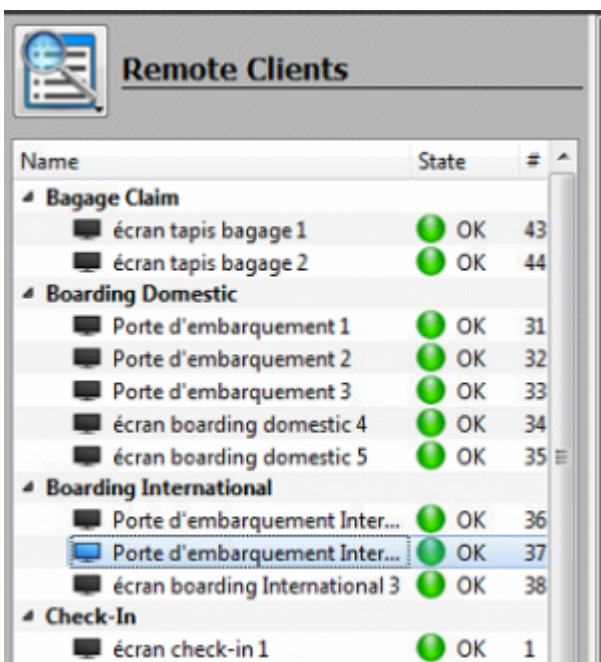 Remote Clients
Name State #
Bagage Claim
écran tapis bagage 1 OK 43
écran tapis bagage 2 OK 44
Boarding Domestic
Porte d'embarquement 1 OK 31
Porte d'embarquement 2 OK 32
Porte d'embarquement 3 OK 33
écran boarding domestic 4 OK 34
écran boarding domestic 5 OK 35
Boarding International
Porte d'embarquement Inter... OK 36
Porte d'embarquement Inter... OK 37
écran boarding International 3 OK 38
Check-In
écran check-in 1 OK 1